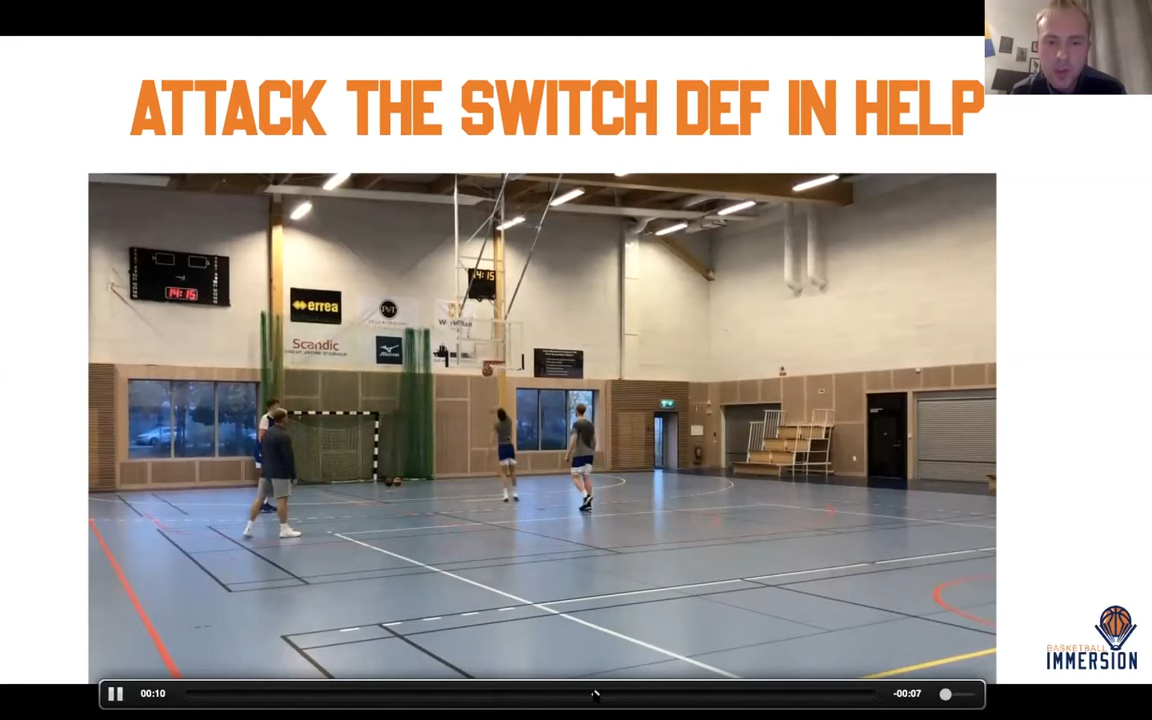 ATTACK THE SWITCH DEF IN HELP
14:15
14:15
errea
Scandic
BASKETBALL
IMMERSION
00:10
-00:07